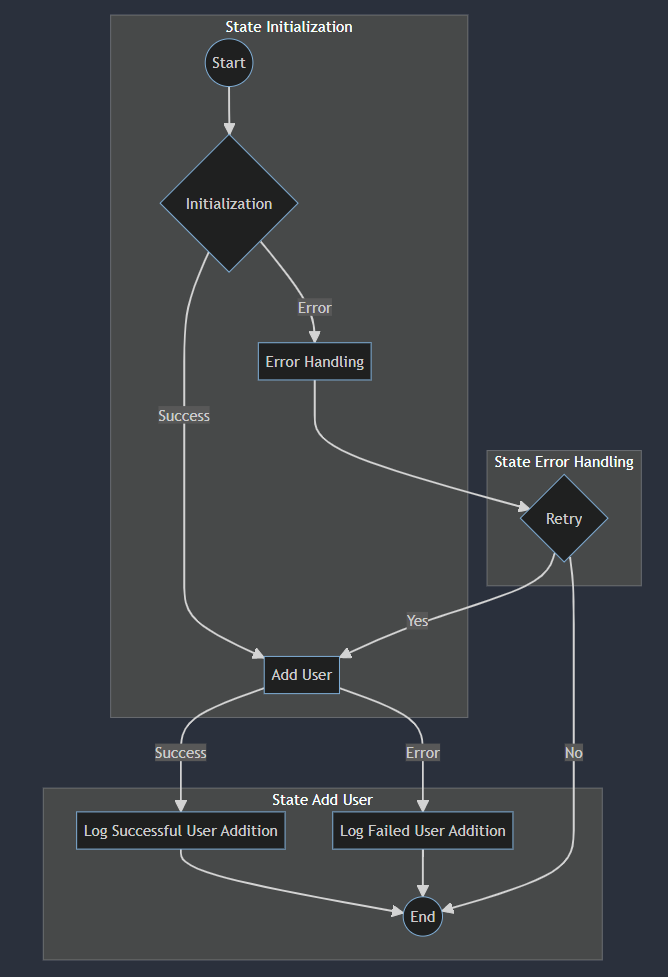 State Initialization
Start
Initialization
Error
Error Handling
Success
State Error Handling
Retry
Yes
Add User
Success
Error
No
State Add User
Log Successful User Addition
Log Failed User Addition
End